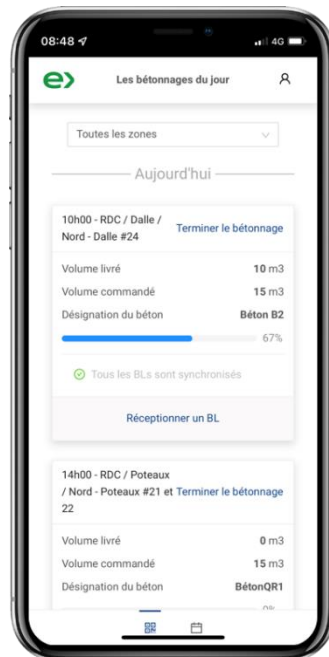 08:48 4G
e> Les bétonnages du jour
Toutes les zones
Aujourd'hui
10h00 - RDC / Dalle /
Nord - Dalle #24
Terminer le bétonnage
Volume livré 10 m3
Volume commandé 15 m3
Désignation du béton Béton B2
67%
Tous les BLs sont synchronisés
Réceptionner un BL
14h00 - RDC / Poteaux
/ Nord - Poteaux #21 et Terminer le bétonnage
22
Volume livré 0 m3
Volume commandé 15 m3
Désignation du béton BétonQR1
0%